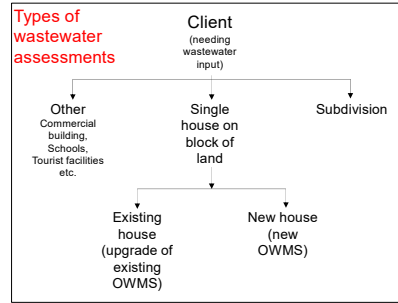 Types of
wastewater
assessments
Client
(needing
wastewater
input)
Other
Commercial
building,
Schools,
Tourist facilities
etc.
Single
house on
block of
land
Subdivision
Existing
house
(upgrade of
existing
OWMS)
New house
(new
OWMS)